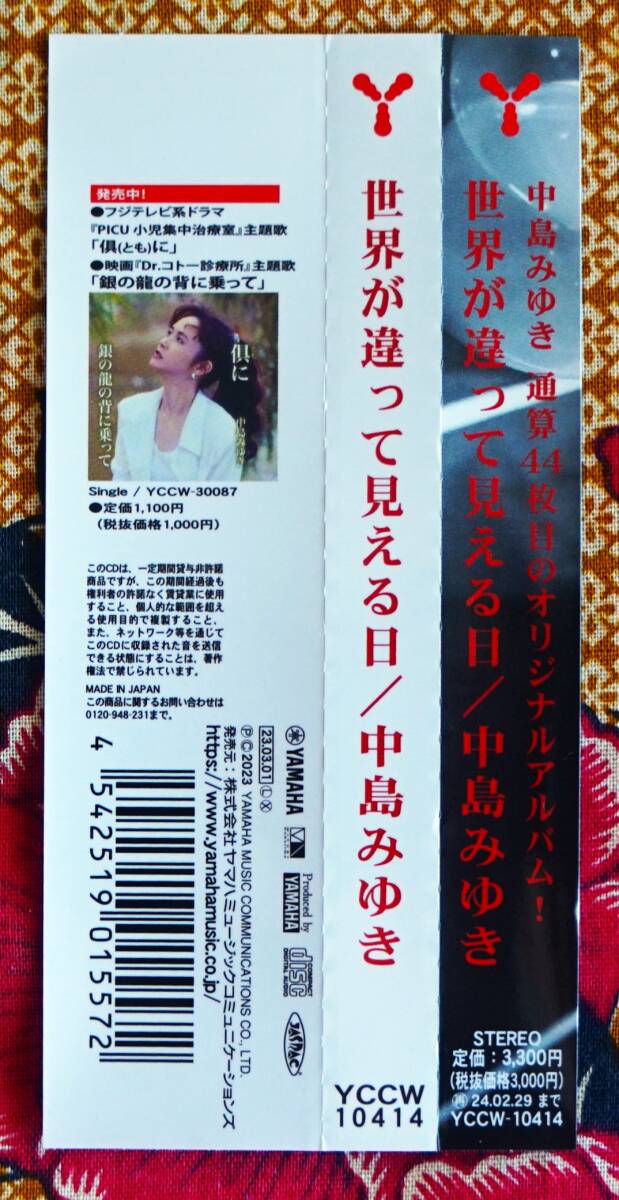 発売中!
●フジテレビ系ドラマ
『PICU 小児集中治療室』主題歌
「倶(とも)に」
●映画『Dr.コトー診療所』主題歌
「銀の龍の背に乗って」
倶に
中島みゆき
銀の龍の背に乗って
Single / YCCW-30087
●定価1,100円
(税抜価格1,000円)
このCDは、一定期間貸与非許諾
商品ですが、この期間経過後も
権利者の許諾なく賃貸業に使用
すること、個人的な範囲を超え
る使用目的で複製すること、
また、ネットワーク等を通じて
このCDに収録された音を送信
できる状態にすることは、著作
権法で禁じられています。
MADE IN JAPAN
この商品に関するお問い合わせは
0120-948-231まで。
4 542519 015572
YAMAHA
Produced by
YAMAHA
COMPACT
disc
DIGITAL AUDIO
JASRAC
23.03.01 Ⓛ Ⓧ
Ⓟ©2023 YAMAHA MUSIC COMMUNICATIONS CO., LTD.
発売元:株式会社ヤマハミュージックコミュニケーションズ
https://www.yamahamusic.co.jp/
世界が違って見える日/中島みゆき
YCCW
10414
中島みゆき 通算44枚目のオリジナルアルバム!
世界が違って見える日/中島みゆき
STEREO
定価:3,300円
(税抜価格3,000円)
㊢24.02.29 まで
YCCW-10414